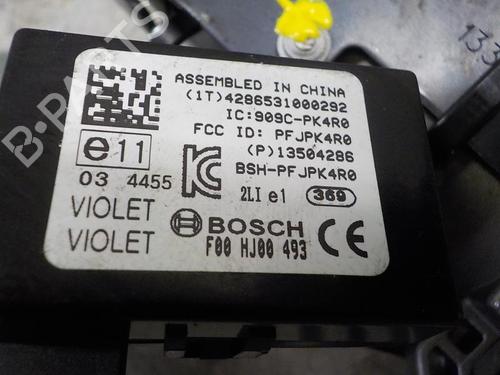 B-PARTS
133
ASSEMBLED IN CHINA
(1T)4286531000292
IC:909C-PK4R0
FCC ID: PFJPK4R0
(P)13504286
BSH-PFJPK4R0
e11
03 4455
2LI e1 369
VIOLET
VIOLET
BOSCH
F00 HJ00 493
CE